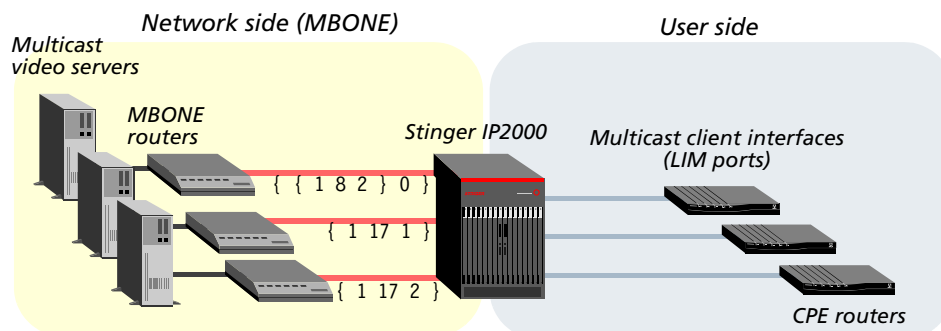 Network side (MBONE)
User side
Multicast
video servers
MBONE
routers
Stinger IP2000
Multicast client interfaces
(LIM ports)
{ { 1 8 2 } 0 }
{ 1 17 1 }
{ 1 17 2 }
CPE routers